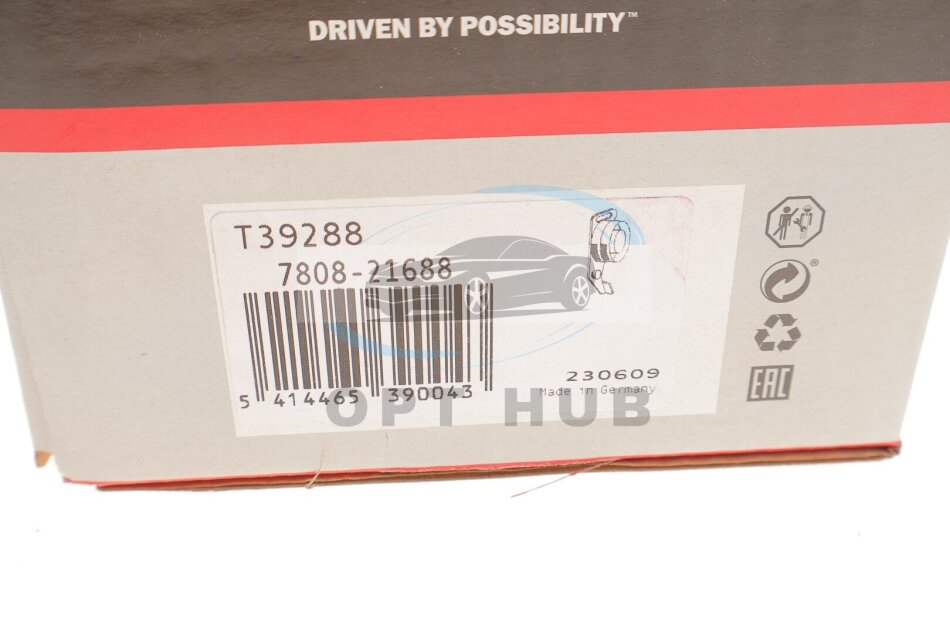 DRIVEN BY POSSIBILITY™
T39288
7808-21688
5 414465 390043
230609
Made in Germany
OPT HUB
®
EAC